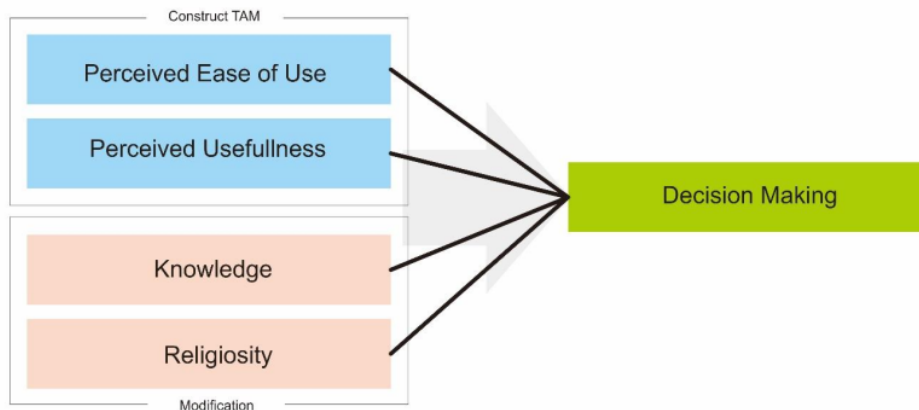 Construct TAM
Perceived Ease of Use
Perceived Usefullness
Decision Making
Knowledge
Religiosity
Modification